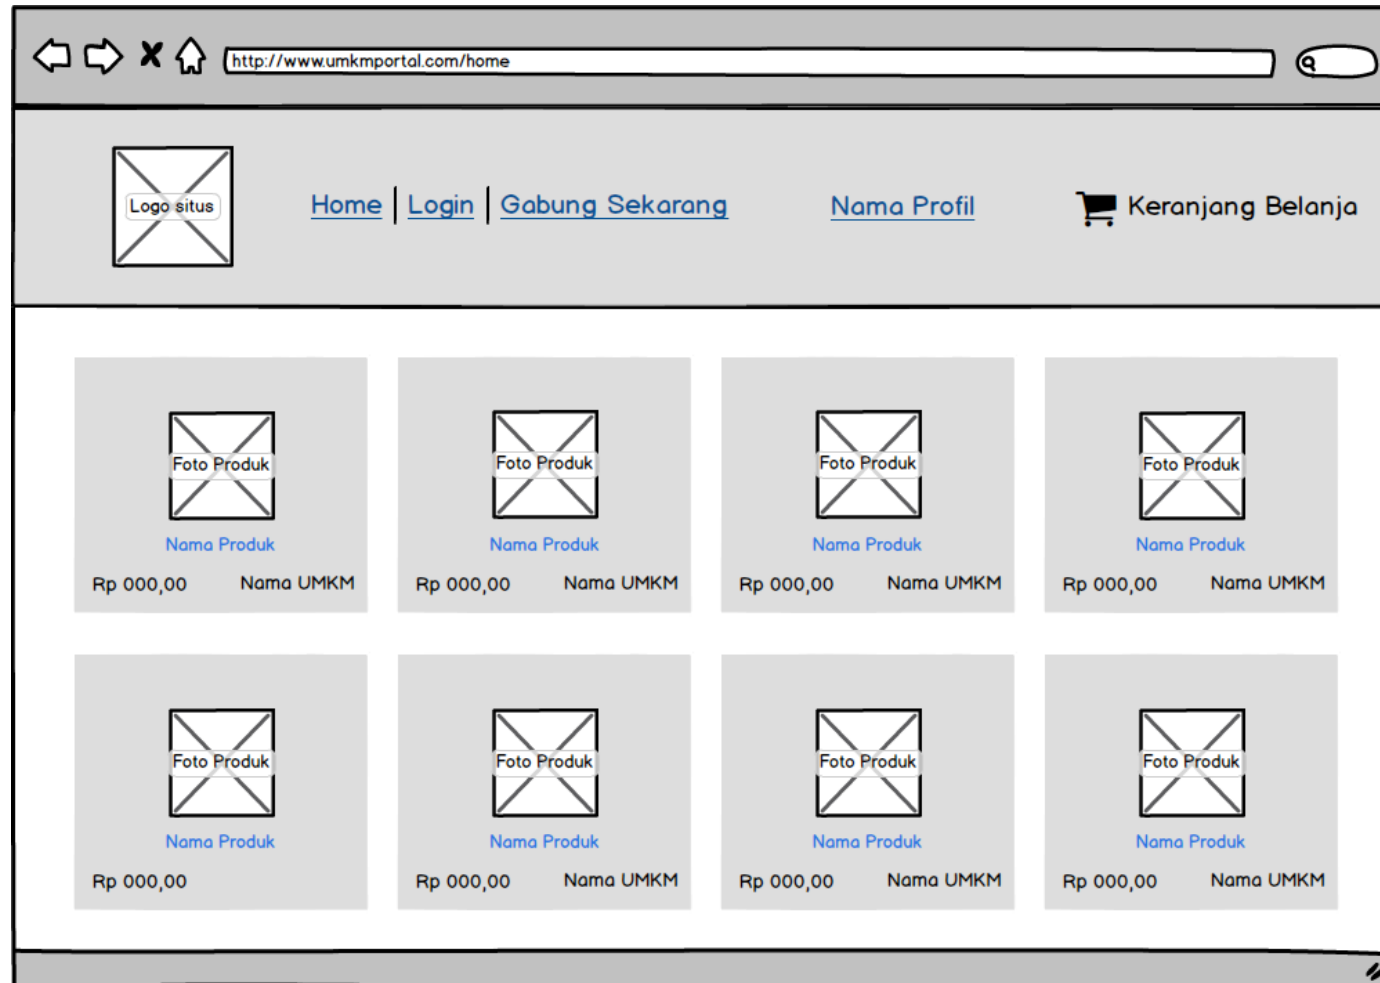 http://www.umkmportal.com/home
Logo situs
Home Login Gabung Sekarang Nama Profil Keranjang Belanja
Foto Produk Foto Produk Foto Produk Foto Produk
Nama Produk Nama Produk Nama Produk Nama Produk
Rp 000,00 Nama UMKM Rp 000,00 Nama UMKM Rp 000,00 Nama UMKM Rp 000,00 Nama UMKM
Foto Produk Foto Produk Foto Produk Foto Produk
Nama Produk Nama Produk Nama Produk Nama Produk
Rp 000,00 Rp 000,00 Nama UMKM Rp 000,00 Nama UMKM Rp 000,00 Nama UMKM